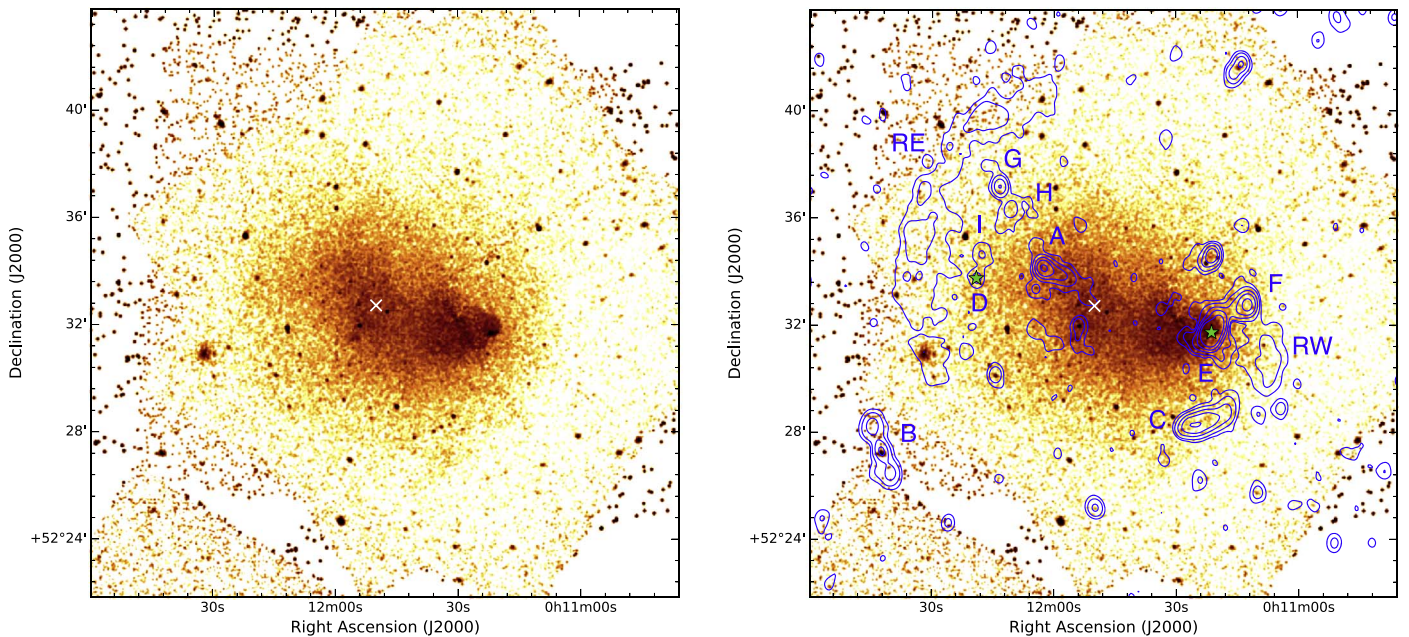 40'
36'
32'
28'
+52°24'
Declination (J2000)
30s
12m00s
30s
0h11m00s
Right Ascension (J2000)
40'
36'
32'
28'
+52°24'
Declination (J2000)
RE
G
H
I
A
D
F
RW
E
C
B
30s
12m00s
30s
0h11m00s
Right Ascension (J2000)